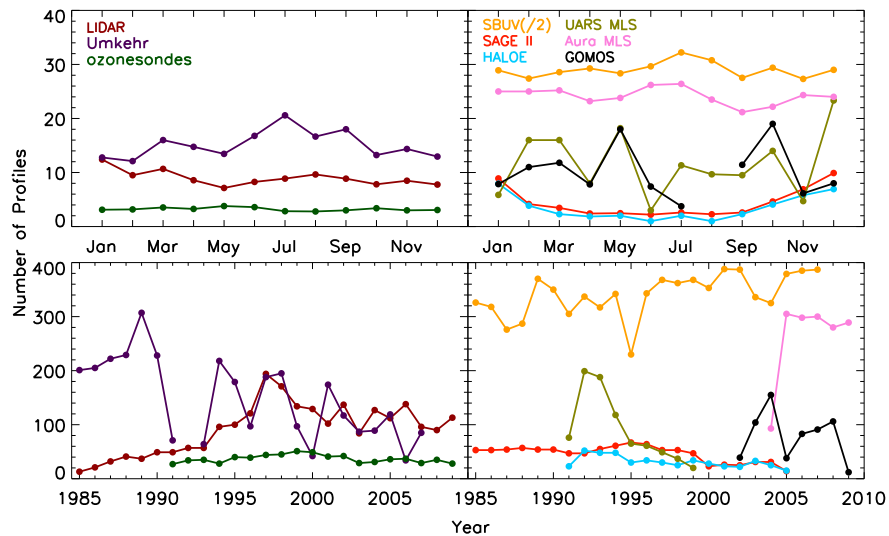 LIDAR
Umkehr
ozonesondes
SBUV(/2) UARS MLS
SAGE II Aura MLS
HALOE GOMOS
40
30
20
10
0
Jan Mar May Jul Sep Nov Jan Mar May Jul Sep Nov
Number of Profiles
400
300
200
100
0
1985 1990 1995 2000 2005 1985 1990 1995 2000 2005 2010
Year